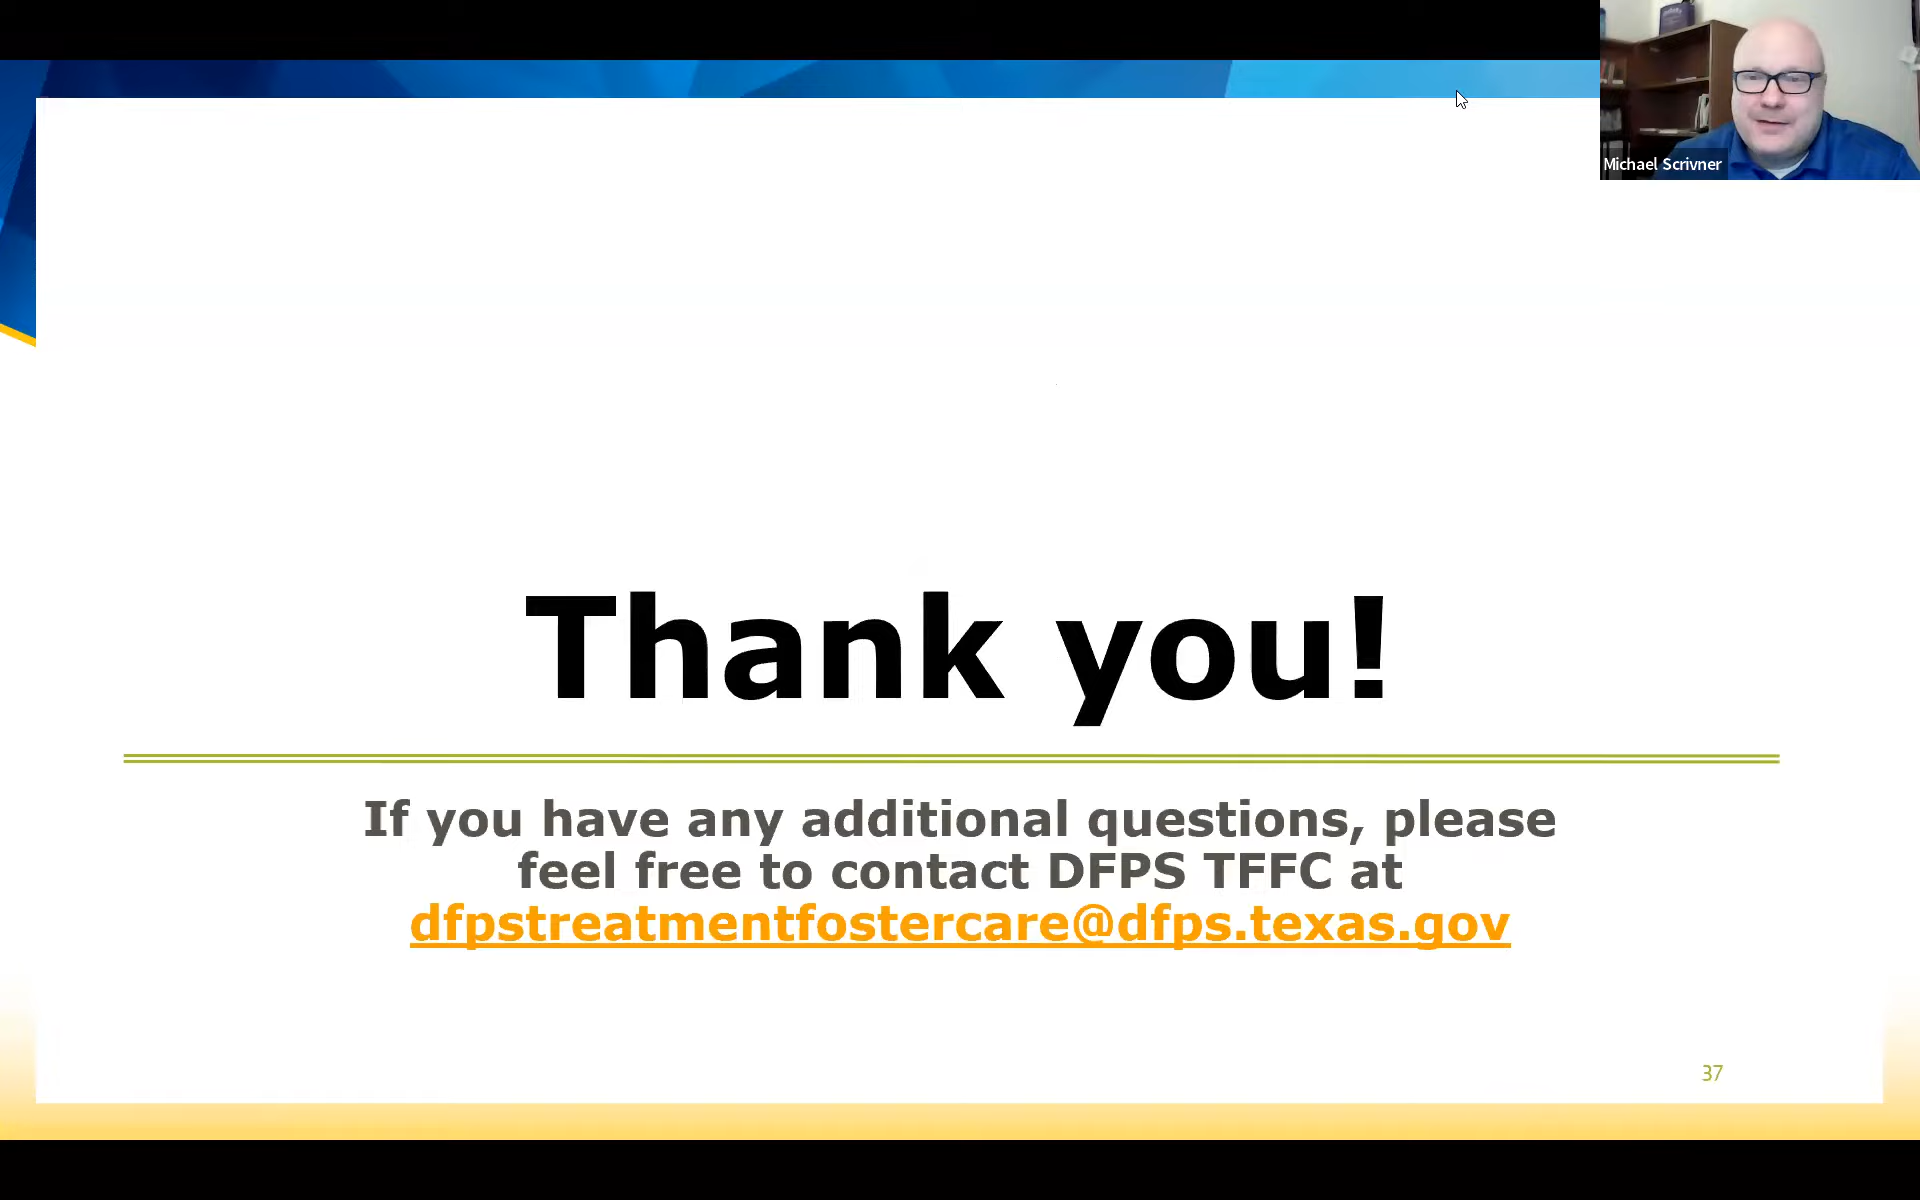 Michael Scrivner
Thank you!
If you have any additional questions, please
feel free to contact DFPS TFFC at
dfpstreatmentfostercare@dfps.texas.gov
37